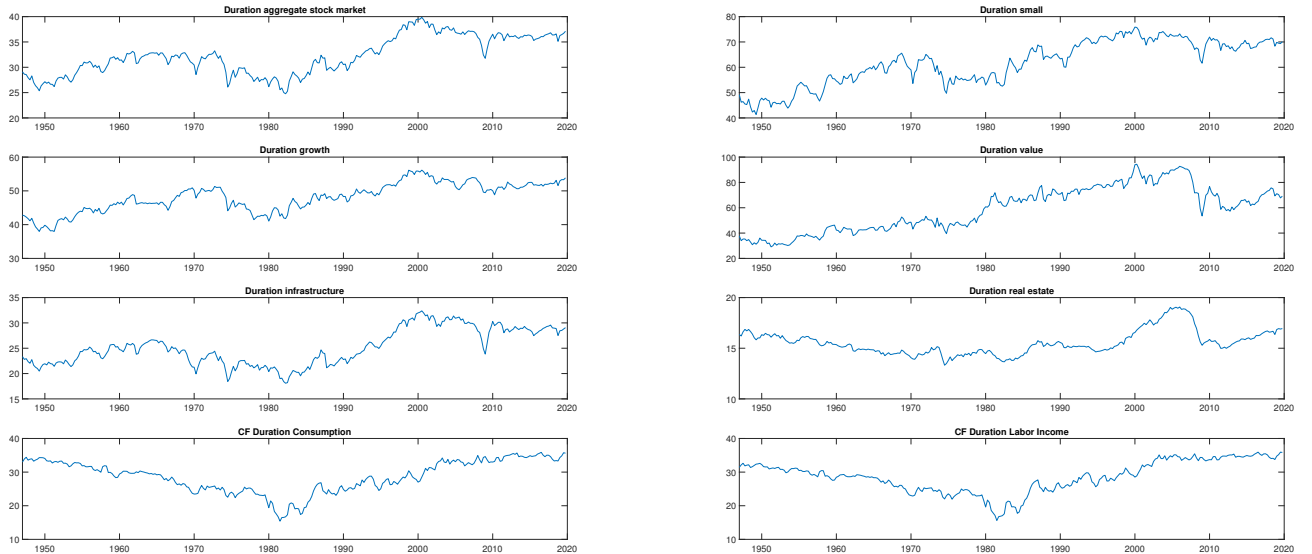 Duration aggregate stock market
40
35
30
25
20
1950 1960 1970 1980 1990 2000 2010 2020
Duration small
80
70
60
50
40
1950 1960 1970 1980 1990 2000 2010 2020
Duration growth
60
50
40
30
1950 1960 1970 1980 1990 2000 2010 2020
Duration value
100
80
60
40
20
1950 1960 1970 1980 1990 2000 2010 2020
Duration infrastructure
35
30
25
20
15
1950 1960 1970 1980 1990 2000 2010 2020
Duration real estate
20
15
10
1950 1960 1970 1980 1990 2000 2010 2020
CF Duration Consumption
40
30
20
10
1950 1960 1970 1980 1990 2000 2010 2020
CF Duration Labor Income
40
30
20
10
1950 1960 1970 1980 1990 2000 2010 2020